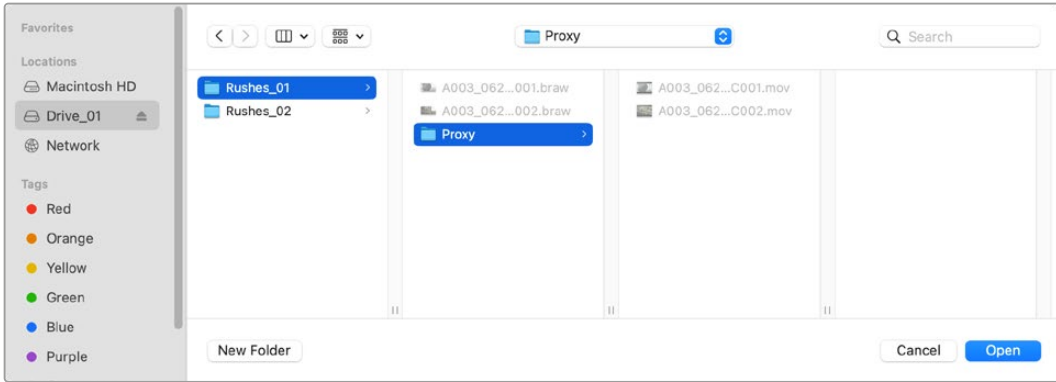 Favorites
Locations
Macintosh HD
Drive_01
Network
Tags
Red
Orange
Yellow
Green
Blue
Purple
Proxy
Search
Rushes_01
Rushes_02
A003_062...001.braw
A003_062...002.braw
Proxy
A003_062...C001.mov
A003_062...C002.mov
New Folder
Cancel
Open